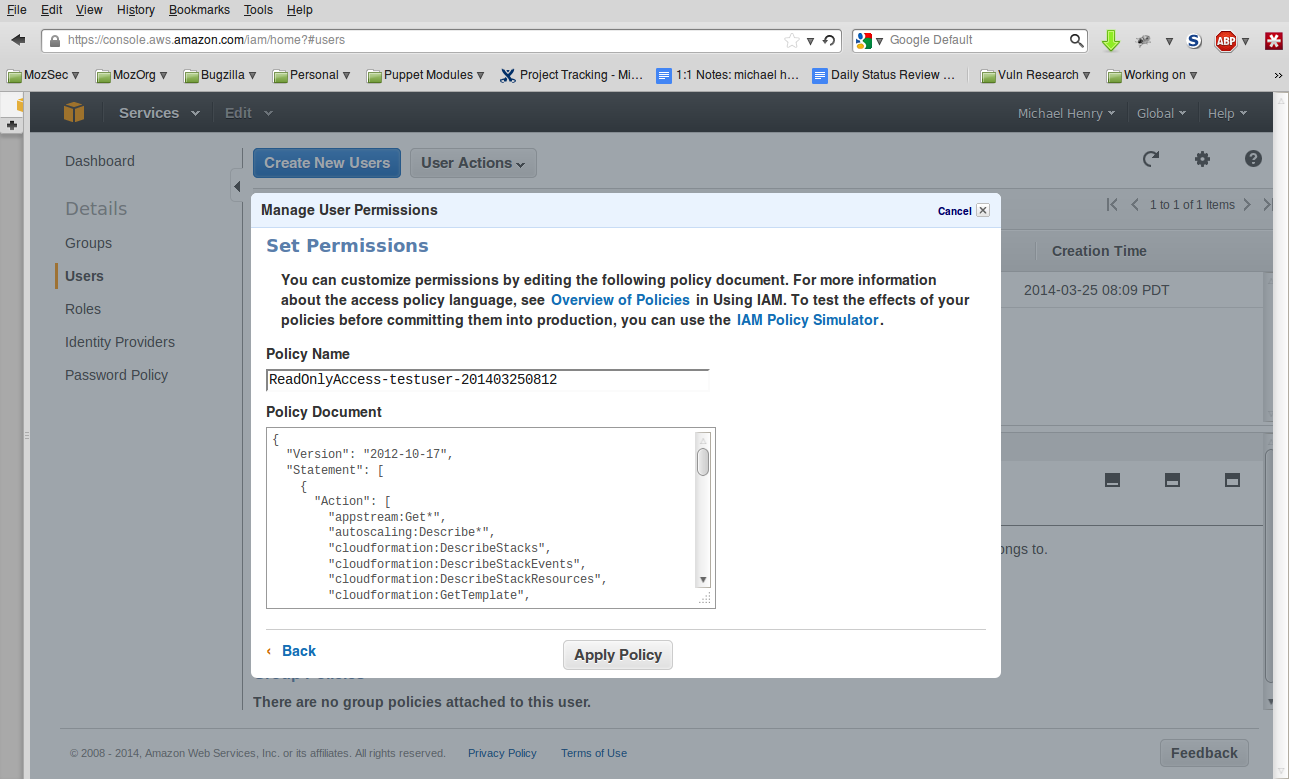 File Edit View History Bookmarks Tools Help
https://console.aws.amazon.com/iam/home?#users
Google Default
S
ABP
MozSec MozOrg Bugzilla Personal Puppet Modules Project Tracking - Mi... 1:1 Notes: michael h... Daily Status Review ... Vuln Research Working on »
Services Edit Michael Henry Global Help
Dashboard
Create New Users User Actions
Details
Groups
Users
Roles
Identity Providers
Password Policy
1 to 1 of 1 Items
Creation Time
2014-03-25 08:09 PDT
Manage User Permissions
Cancel
Set Permissions
You can customize permissions by editing the following policy document. For more information
about the access policy language, see Overview of Policies in Using IAM. To test the effects of your
policies before committing them into production, you can use the IAM Policy Simulator.
Policy Name
ReadOnlyAccess-testuser-201403250812
Policy Document
{
"Version": "2012-10-17",
"Statement": [
{
"Action": [
"appstream:Get*",
"autoscaling:Describe*",
"cloudformation:DescribeStacks",
"cloudformation:DescribeStackEvents",
"cloudformation:DescribeStackResources",
"cloudformation:GetTemplate",
ongs to.
‹ Back
Apply Policy
There are no group policies attached to this user.
© 2008 - 2014, Amazon Web Services, Inc. or its affiliates. All rights reserved. Privacy Policy Terms of Use
Feedback